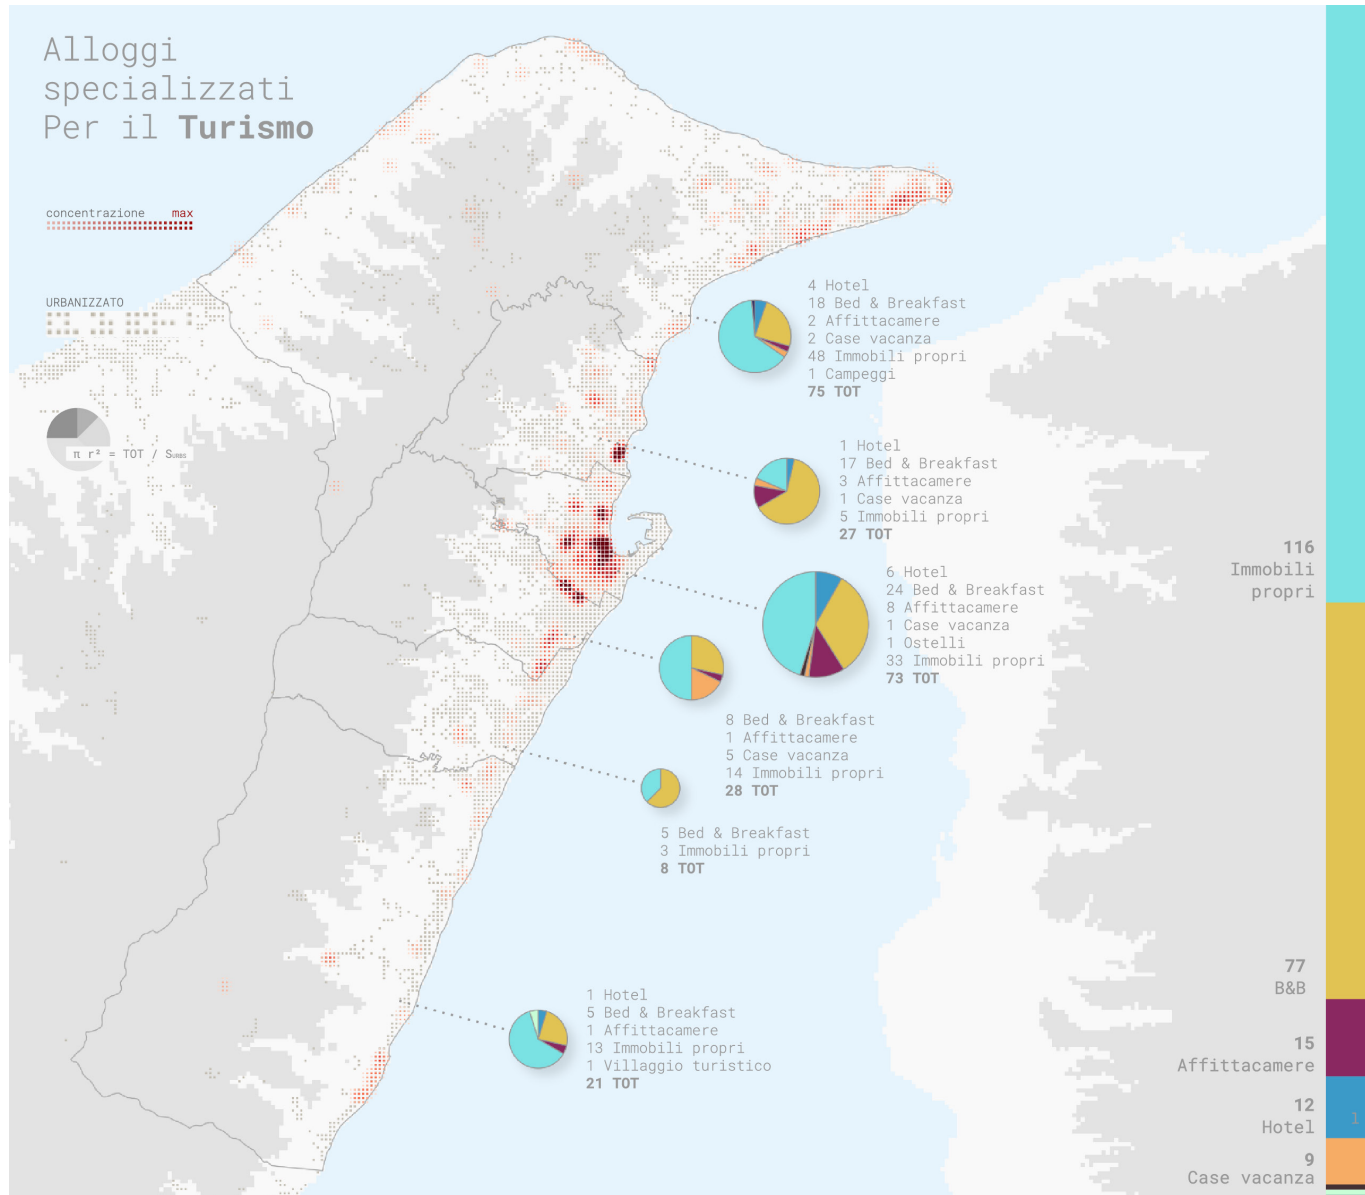 Alloggi
specializzati
Per il Turismo
concentrazione max
URBANIZZATO
π r² = TOT / Surbs
4 Hotel
18 Bed & Breakfast
2 Affittacamere
2 Case vacanza
48 Immobili propri
1 Campeggi
75 TOT
1 Hotel
17 Bed & Breakfast
3 Affittacamere
1 Case vacanza
5 Immobili propri
27 TOT
6 Hotel
24 Bed & Breakfast
8 Affittacamere
1 Case vacanza
1 Ostelli
33 Immobili propri
73 TOT
8 Bed & Breakfast
1 Affittacamere
5 Case vacanza
14 Immobili propri
28 TOT
5 Bed & Breakfast
3 Immobili propri
8 TOT
1 Hotel
5 Bed & Breakfast
1 Affittacamere
13 Immobili propri
1 Villaggio turistico
21 TOT
116
Immobili
propri
77
B&B
15
Affittacamere
12
Hotel
1
9
Case vacanza